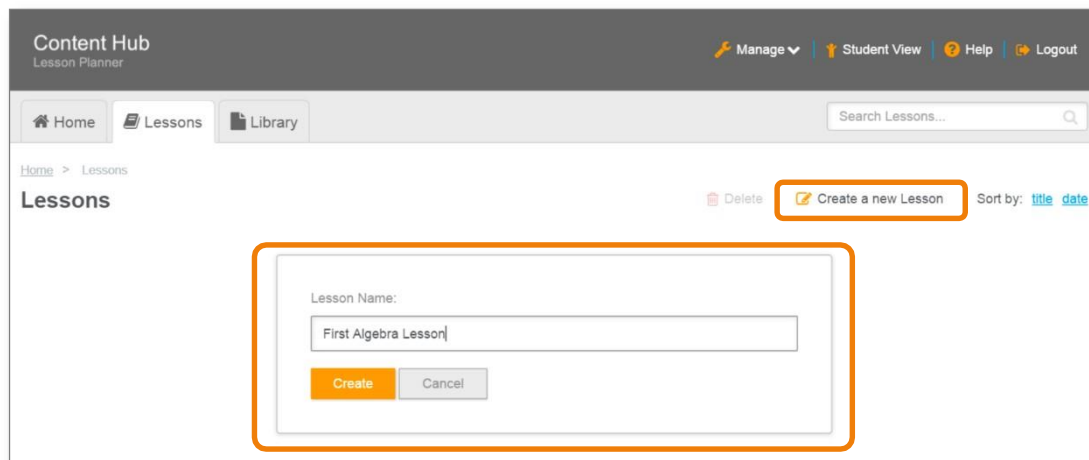 Content Hub
Lesson Planner
Manage Student View Help Logout
Home Lessons Library Search Lessons...
Home > Lessons
Lessons Delete Create a new Lesson Sort by: title date
Lesson Name:
First Algebra Lesson
Create Cancel